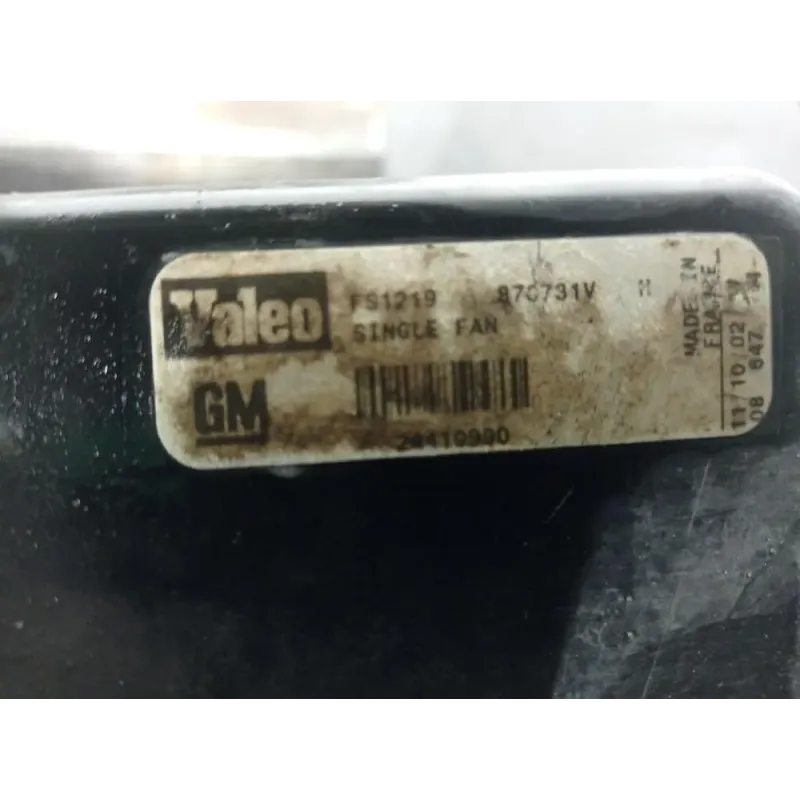 Valeo
FS1219 870731V M
SINGLE FAN
GM
24410990
MADE IN
FRANCE
11/10/02
08 647